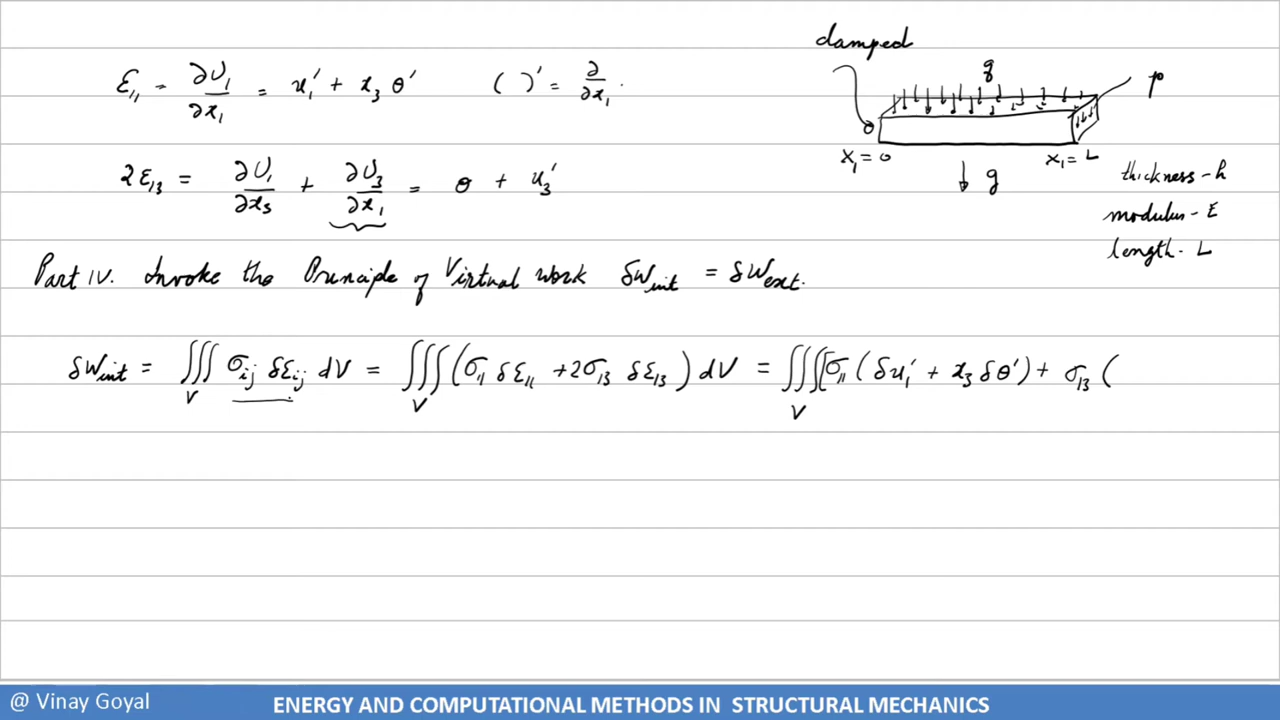 clamped
q
p
ε₁₁ = ∂U₁/∂x₁ = u₁′ + x₃ θ′ ( )′ = ∂/∂x₁
x₁ = 0
x₁ = L
g
thickness - h
modulus - E
length - L
2ε₁₃ = ∂U₁/∂x₃ + ∂U₃/∂x₁ = θ + u₃′
Part IV. Invoke the Principle of Virtual work δW_int = δW_ext.
δW_int = ∭_V σ_ij δε_ij dV = ∭_V (σ₁₁ δε₁₁ + 2σ₁₃ δε₁₃) dV = ∭_V [σ₁₁ (δu₁′ + x₃ δθ′) + σ₁₃ (
@ Vinay Goyal
ENERGY AND COMPUTATIONAL METHODS IN STRUCTURAL MECHANICS